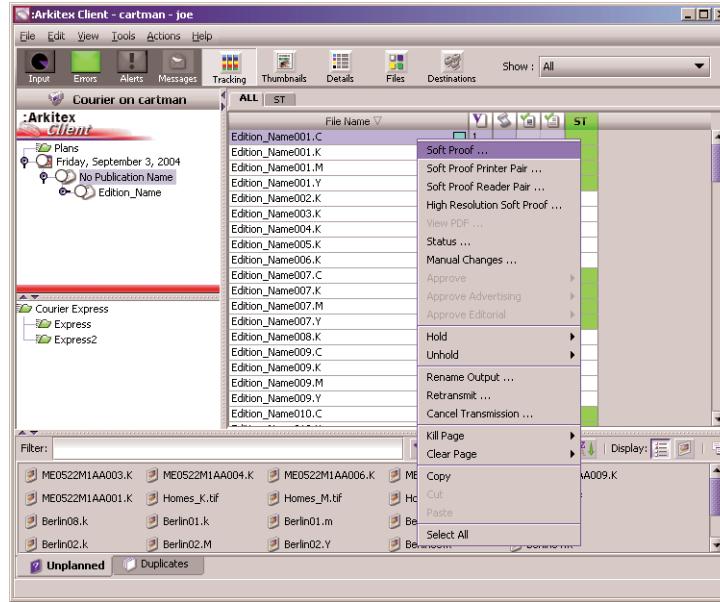 :Arkitex Client - cartman - joe
File Edit View Tools Actions Help
Input Errors Alerts Messages Tracking Thumbnails Details Files Destinations Show : All
Courier on cartman
ALL ST
:Arkitex
Client
File Name ST
Plans
Friday, September 3, 2004
No Publication Name
Edition_Name
Edition_Name001.C 1
Edition_Name001.K
Edition_Name001.M
Edition_Name001.Y
Edition_Name002.K
Edition_Name003.K
Edition_Name004.K
Edition_Name005.K
Edition_Name006.K
Edition_Name007.C
Edition_Name007.K
Edition_Name007.M
Edition_Name007.Y
Edition_Name008.K
Edition_Name009.C
Edition_Name009.K
Edition_Name009.M
Edition_Name009.Y
Edition_Name010.C
Soft Proof ...
Soft Proof Printer Pair ...
Soft Proof Reader Pair ...
High Resolution Soft Proof ...
View PDF ...
Status ...
Manual Changes ...
Approve
Approve Advertising
Approve Editorial
Hold
Unhold
Rename Output ...
Retransmit ...
Cancel Transmission ...
Kill Page
Clear Page
Copy
Cut
Paste
Select All
Courier Express
Express
Express2
Filter: Display:
ME0522M1AA003.K ME0522M1AA004.K ME0522M1AA006.K ME AA009.K
ME0522M1AA001.K Homes_K.tif Homes_M.tif
Berlin08.k Berlin01.k Berlin01.m
Berlin02.k Berlin02.M Berlin02.Y
Unplanned Duplicates